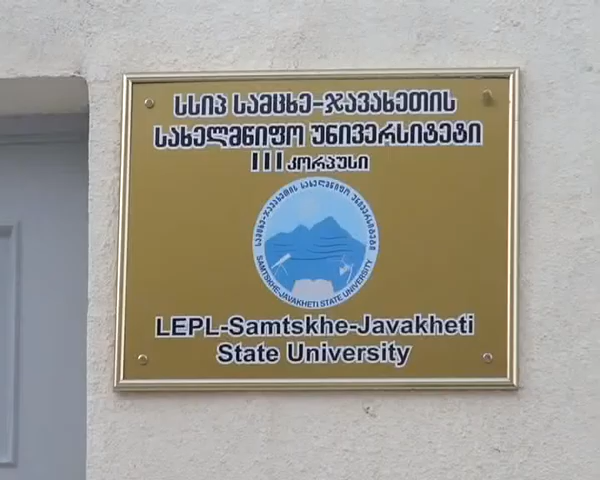 სსიპ სამცხე-ჯავახეთის
სახელმწიფო უნივერსიტეტი
III კორპუსი
სამცხე-ჯავახეთის სახელმწიფო უნივერსიტეტი
SAMTSKHE-JAVAKHETI STATE UNIVERSITY
LEPL-Samtskhe-Javakheti
State University